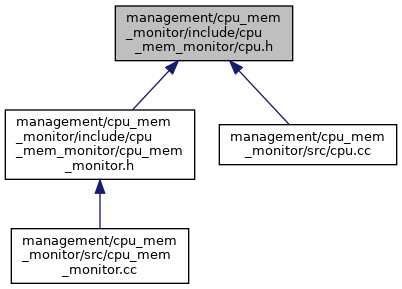 management/cpu_mem
_monitor/include/cpu
_mem_monitor/cpu.h
management/cpu_mem
_monitor/include/cpu
_mem_monitor/cpu_mem
_monitor.h
management/cpu_mem
_monitor/src/cpu.cc
management/cpu_mem
_monitor/src/cpu_mem
_monitor.cc